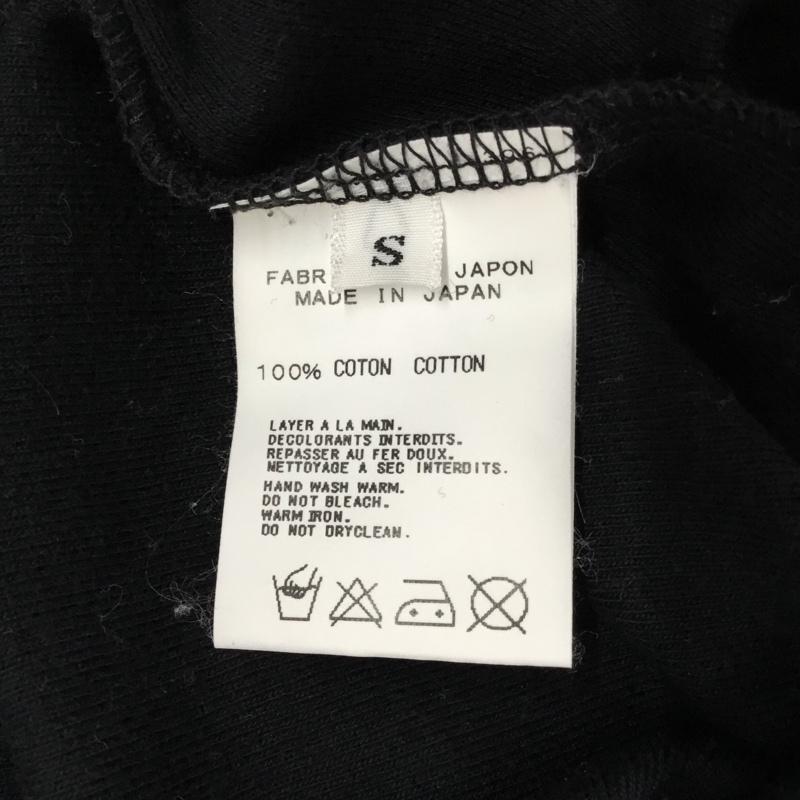 S
FABR JAPON
MADE IN JAPAN
100% COTON COTTON
LAYER A LA MAIN.
DECOLORANTS INTERDITS.
REPASSER AU FER DOUX.
NETTOYAGE A SEC INTERDITS.
HAND WASH WARM.
DO NOT BLEACH.
WARM IRON.
DO NOT DRYCLEAN.